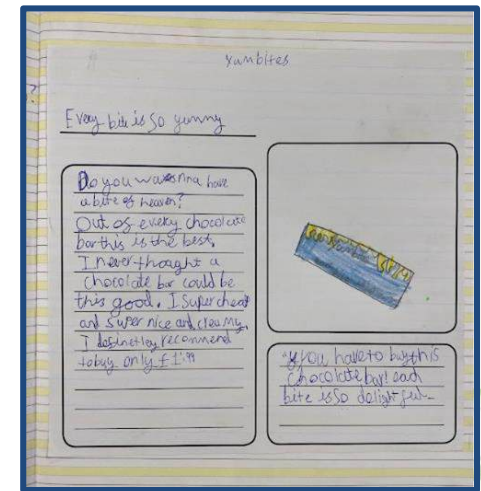 Yumbites
Every bite is so yummy
Do you wanna have
a bite of heaven?
Out of every chocolate
bar this is the best.
I never thought a
chocolate bar could be
this good. I Super cheap
and super nice and creamy.
I destinetley recommend
to buy only £1.99
"If you have to buy this
chocolate bar! each
bite is so delightful-